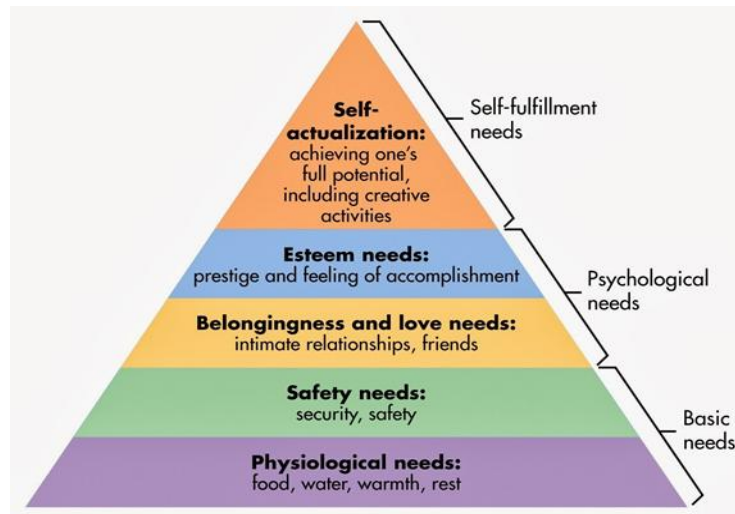 Self-
actualization:
achieving one's
full potential,
including creative
activities
Self-fulfillment
needs
Esteem needs:
prestige and feeling of accomplishment
Psychological
needs
Belongingness and love needs:
intimate relationships, friends
Safety needs:
security, safety
Basic
needs
Physiological needs:
food, water, warmth, rest